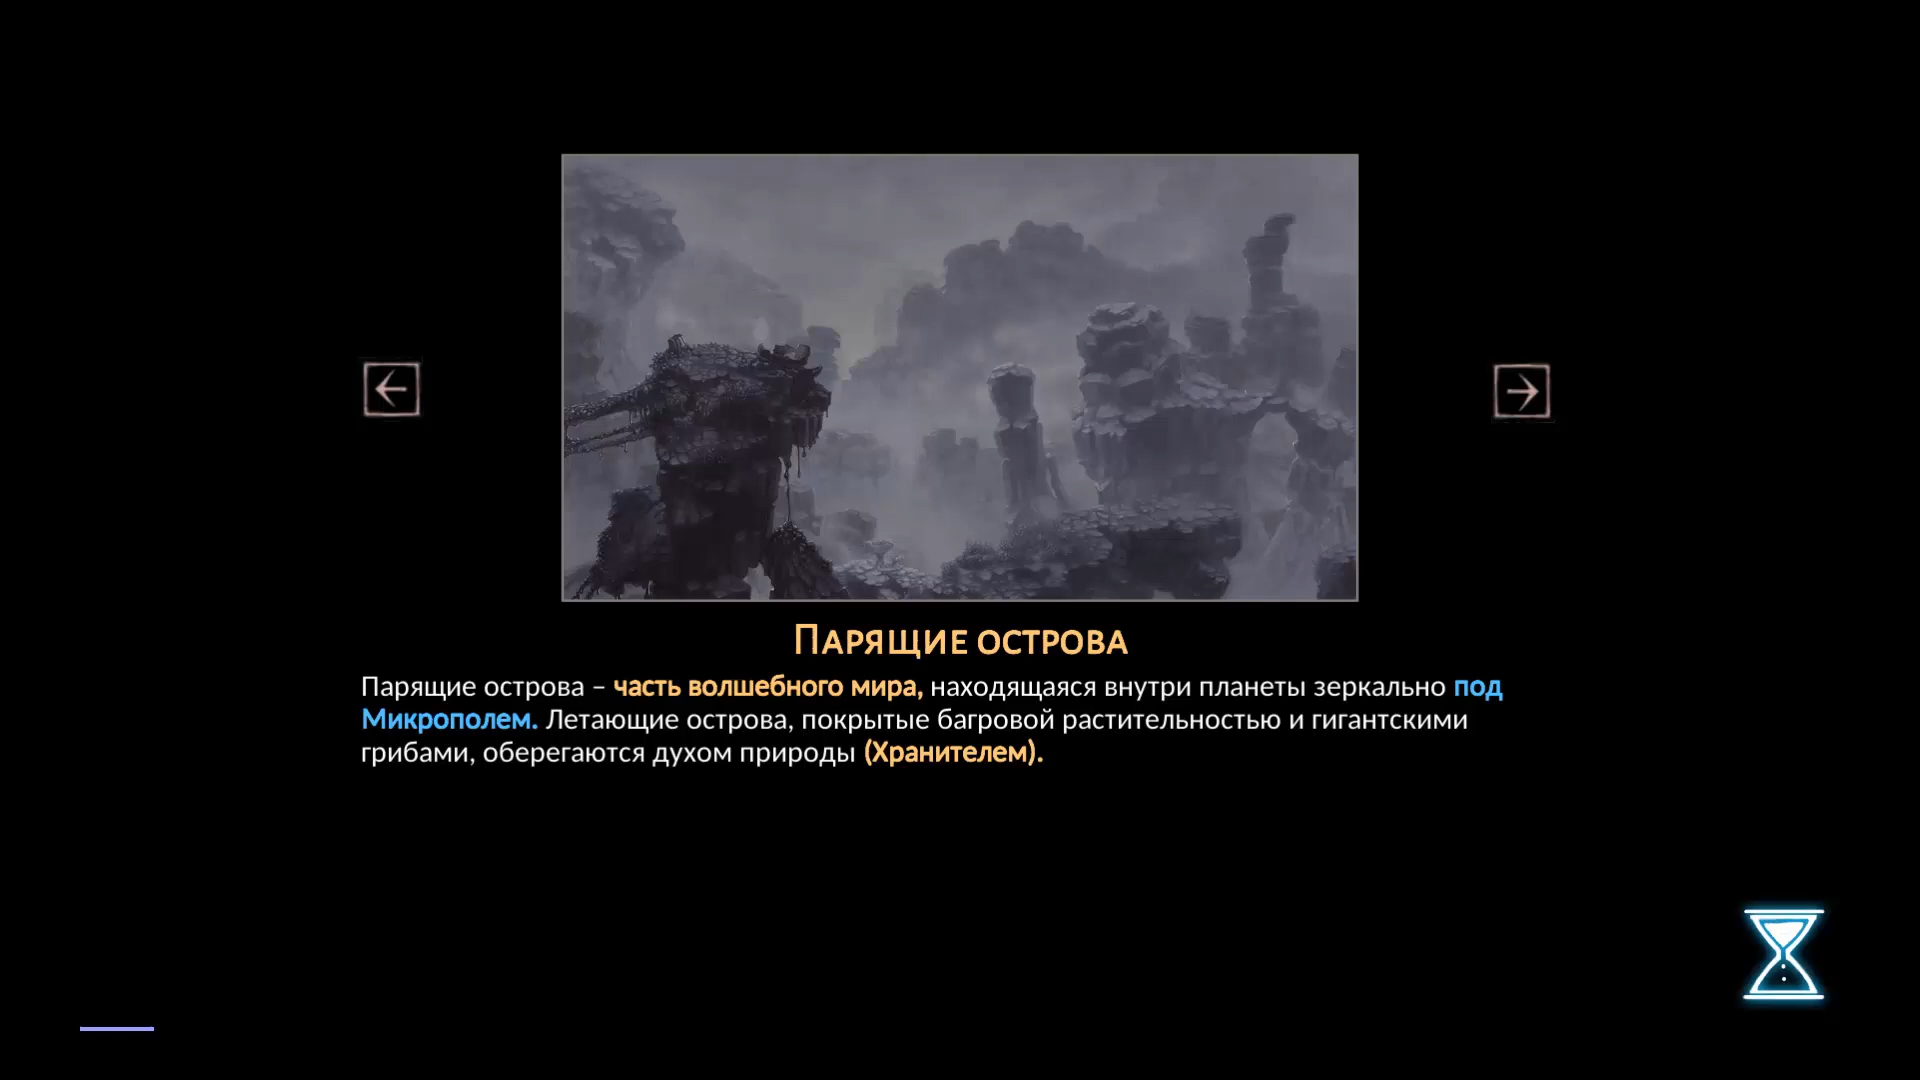 Парящие острова
Парящие острова – часть волшебного мира, находящаяся внутри планеты зеркально под
Микрополем. Летающие острова, покрытые багровой растительностью и гигантскими
грибами, оберегаются духом природы (Хранителем).